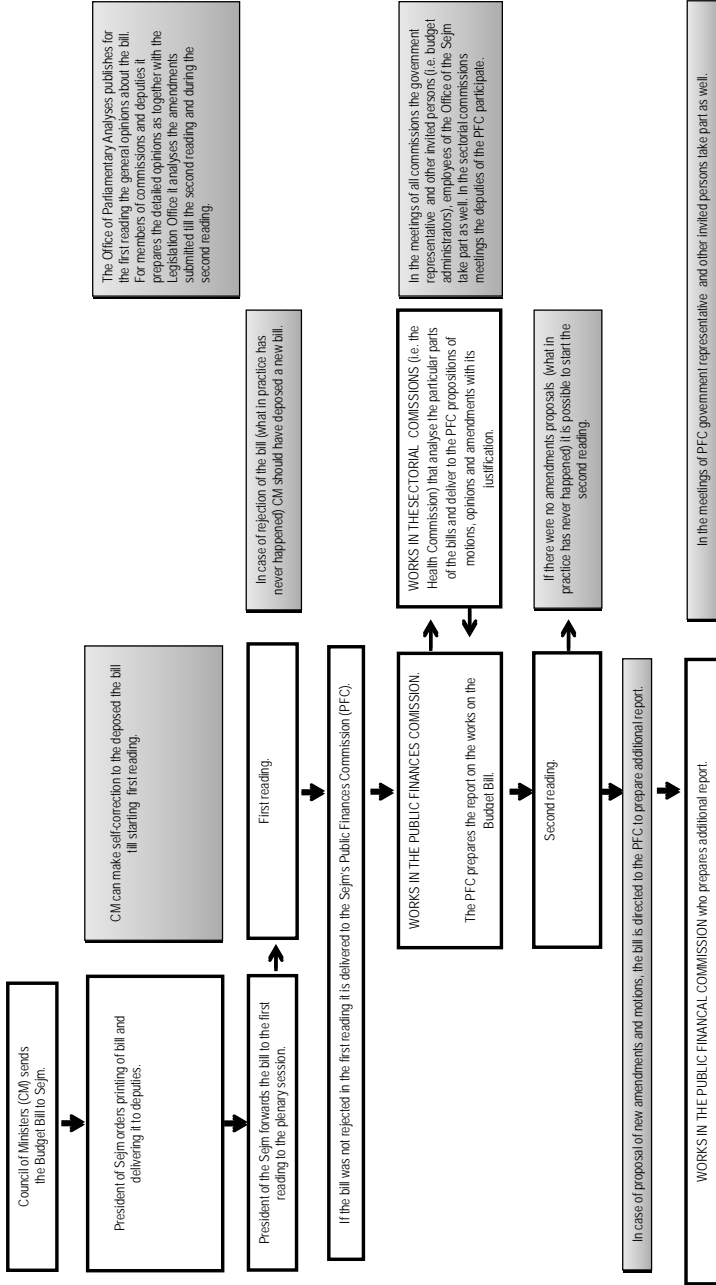 Council of Ministers (CM) sends
the Budget Bill to Sejm.
President of Sejm orders printing of bill and
delivering it to deputies.
CM can make self-correction to the deposed the bill
till starting first reading.
The Office of Parliamentary Analyses publishes for
the first reading the general opinions about the bill.
For members of commissions and deputies it
prepares the detailed opinions as together with the
Legislation Office it analyses the amendments
submitted till the second reading and during the
second reading.
President of the Sejm forwards the bill to the first
reading to the plenary session.
First reading.
In case of rejection of the bill (what in practice has
never happened) CM should have deposed a new bill.
If the bill was not rejected in the first reading it is delivered to the Sejm's Public Finances Commission (PFC).
WORKS IN THE PUBLIC FINANCES COMISSION.
The PFC prepares the report on the works on the
Budget Bill.
WORKS IN THESECTORIAL COMISSIONS (i.e. the
Health Commission) that analyse the particular parts
of the bills and deliver to the PFC propositions of
motions, opinions and amendments with its
justification.
In the meetings of all commissions the government
representative and other invited persons (i.e. budget
administrators), employees of the Office of the Sejm
take part as well. In the sectorial commissions
meetings the deputies of the PFC participate.
Second reading.
If there were no amendments proposals (what in
practice has never happened) it is possible to start the
second reading.
In case of proposal of new amendments and motions, the bill is directed to the PFC to prepare additional report.
WORKS IN THE PUBLIC FINANCAL COMMISSION who prepares additional report.
In the meetings of PFC government representative and other invited persons take part as well.